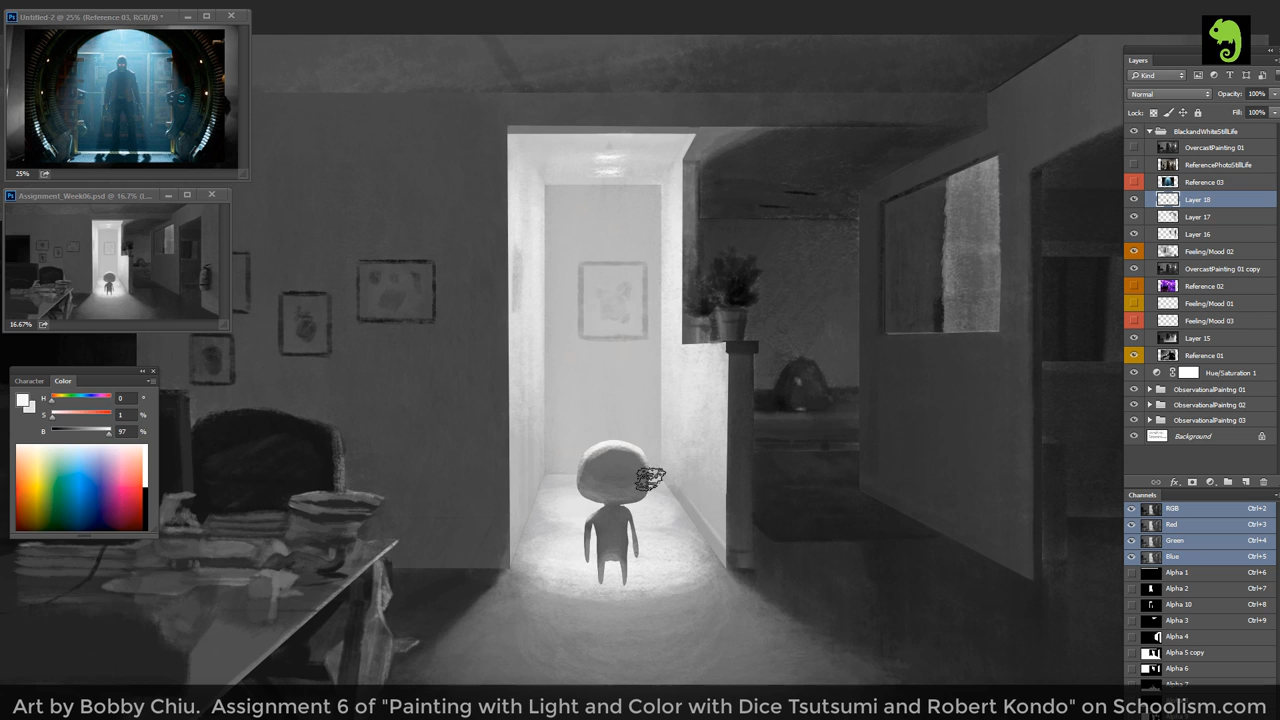 Untitled-2 @ 25% (Reference 03, RGB/8) *
25%
Assignment_Week06.psd @ 16.7% (L...
16.67%
Character Color
H 0 °
S 1 %
B 97 %
Layers
Kind
Normal Opacity: 100%
Lock: Fill: 100%
BlackandWhiteStillLife
OvercastPainting 01
ReferencePhotoStillLife
Reference 03
Layer 18
Layer 17
Layer 16
Feeling/Mood 02
OvercastPainting 01 copy
Reference 02
Feeling/Mood 01
Feeling/Mood 03
Layer 15
Reference 01
Hue/Saturation 1
ObservationalPaintng 01
ObservationalPaintng 02
ObservationalPaintng 03
Background
Channels
RGB Ctrl+2
Red Ctrl+3
Green Ctrl+4
Blue Ctrl+5
Alpha 1 Ctrl+6
Alpha 2 Ctrl+7
Alpha 10 Ctrl+8
Alpha 3 Ctrl+9
Alpha 4
Alpha 5 copy
Alpha 6
Alpha 7
Art by Bobby Chiu. Assignment 6 of "Painting with Light and Color with Dice Tsutsumi and Robert Kondo" on Schoolism.com